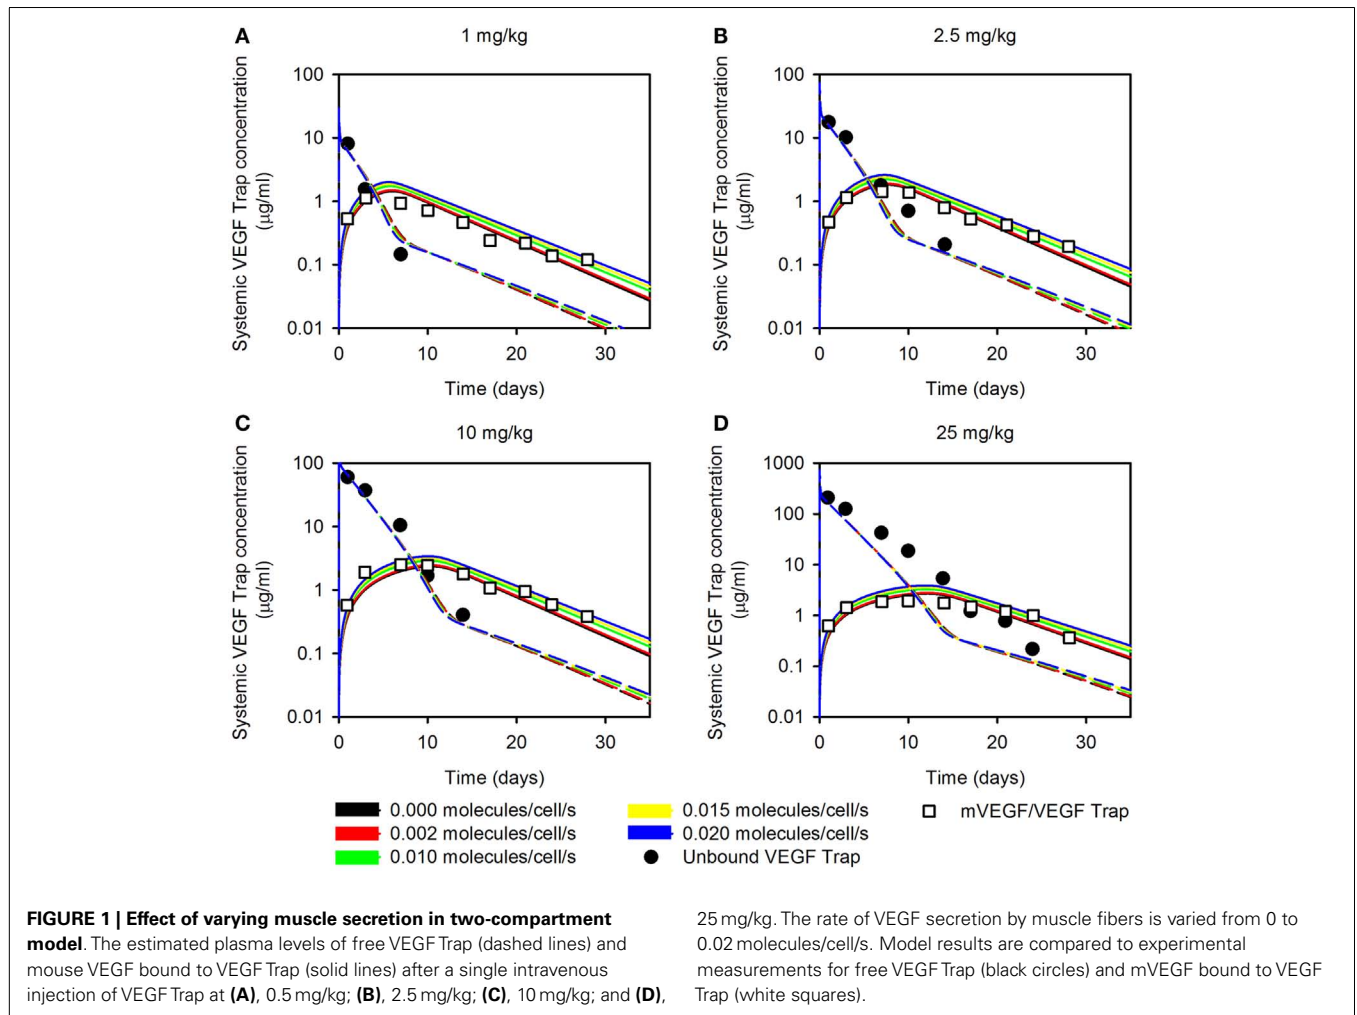 A
1 mg/kg
Systemic VEGF Trap concentration
(µg/ml)
100
10
1
0.1
0.01
0 10 20 30
Time (days)
B
2.5 mg/kg
Systemic VEGF Trap concentration
(µg/ml)
100
10
1
0.1
0.01
0 10 20 30
Time (days)
C
10 mg/kg
Systemic VEGF Trap concentration
(µg/ml)
100
10
1
0.1
0.01
0 10 20 30
Time (days)
D
25 mg/kg
Systemic VEGF Trap concentration
(µg/ml)
1000
100
10
1
0.1
0.01
0 10 20 30
Time (days)
0.000 molecules/cell/s
0.002 molecules/cell/s
0.010 molecules/cell/s
0.015 molecules/cell/s
0.020 molecules/cell/s
Unbound VEGF Trap
mVEGF/VEGF Trap
FIGURE 1 | Effect of varying muscle secretion in two-compartment
model. The estimated plasma levels of free VEGF Trap (dashed lines) and
mouse VEGF bound to VEGF Trap (solid lines) after a single intravenous
injection of VEGF Trap at (A), 0.5 mg/kg; (B), 2.5 mg/kg; (C), 10 mg/kg; and (D),
25 mg/kg. The rate of VEGF secretion by muscle fibers is varied from 0 to
0.02 molecules/cell/s. Model results are compared to experimental
measurements for free VEGF Trap (black circles) and mVEGF bound to VEGF
Trap (white squares).